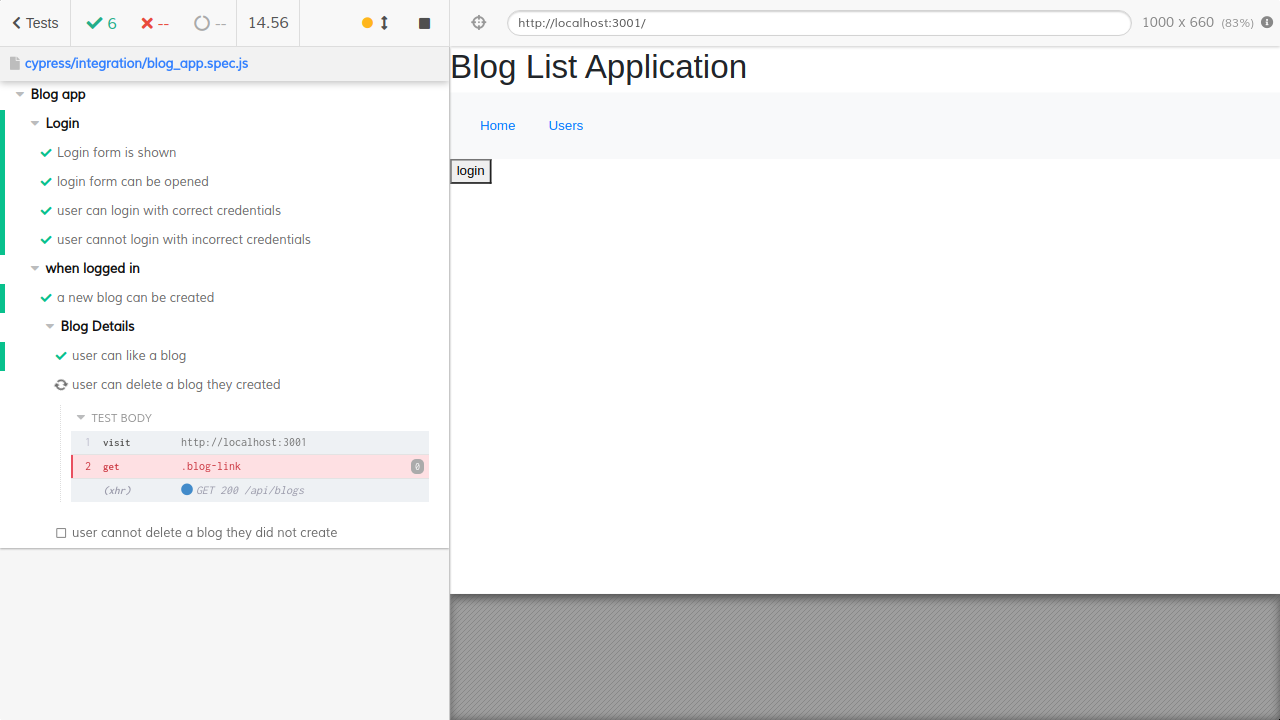 Tests
6
--
--
14.56
http://localhost:3001/
1000 x 660 (83%)
cypress/integration/blog_app.spec.js
Blog app
Login
Login form is shown
login form can be opened
user can login with correct credentials
user cannot login with incorrect credentials
when logged in
a new blog can be created
Blog Details
user can like a blog
user can delete a blog they created
TEST BODY
1 visit http://localhost:3001
2 get .blog-link 0
(xhr) GET 200 /api/blogs
user cannot delete a blog they did not create
Blog List Application
Home Users
login